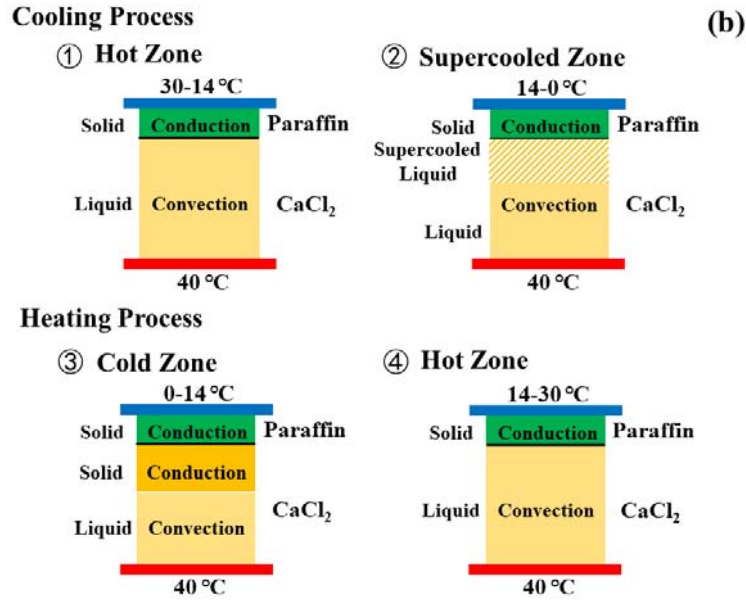 Cooling Process
(b)
① Hot Zone
30-14 °C
Solid Conduction Paraffin
Liquid Convection CaCl₂
40 °C
② Supercooled Zone
14-0 °C
Solid Conduction Paraffin
Supercooled
Liquid
Convection CaCl₂
Liquid
40 °C
Heating Process
③ Cold Zone
0-14 °C
Solid Conduction Paraffin
Solid Conduction
CaCl₂
Liquid Convection
40 °C
④ Hot Zone
14-30 °C
Solid Conduction Paraffin
Liquid Convection CaCl₂
40 °C